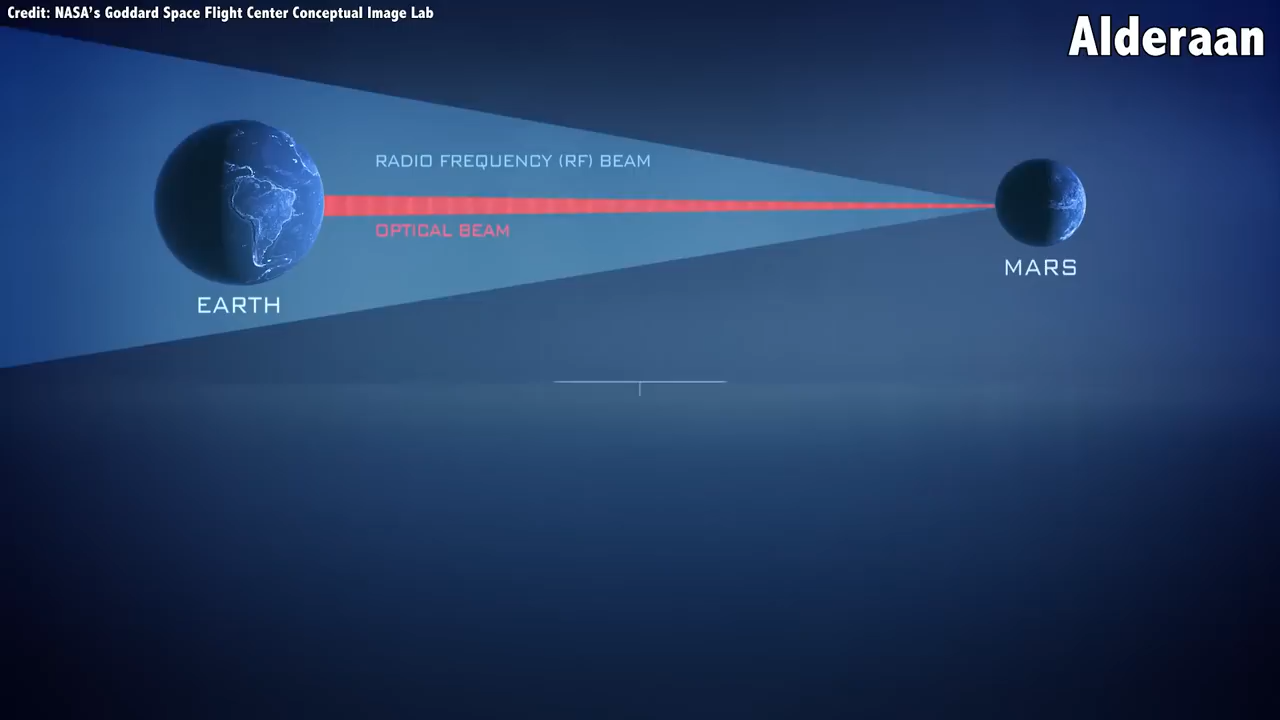 Credit: NASA's Goddard Space Flight Center Conceptual Image Lab
Alderaan
RADIO FREQUENCY (RF) BEAM
OPTICAL BEAM
EARTH
MARS